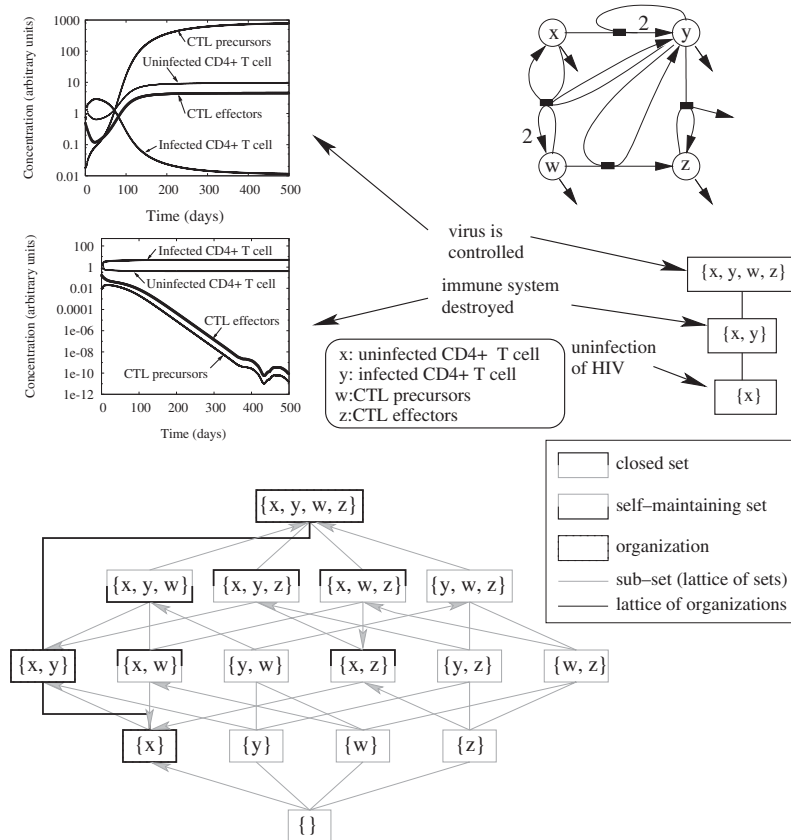 Concentration (arbitrary units)
1000
100
10
1
0.1
0.01
0 100 200 300 400 500
Time (days)
CTL precursors
Uninfected CD4+ T cell
CTL effectors
Infected CD4+ T cell
x
2
y
2
w
z
Concentration (arbitrary units)
100
1
0.01
0.0001
1e-06
1e-08
1e-10
1e-12
0 100 200 300 400 500
Time (days)
Infected CD4+ T cell
Uninfected CD4+ T cell
CTL effectors
CTL precursors
virus is
controlled
immune system
destroyed
uninfection
of HIV
{x, y, w, z}
{x, y}
{x}
x: uninfected CD4+ T cell
y: infected CD4+ T cell
w:CTL precursors
z:CTL effectors
closed set
self–maintaining set
organization
sub–set (lattice of sets)
lattice of organizations
{x, y, w, z}
{x, y, w} {x, y, z} {x, w, z} {y, w, z}
{x, y} {x, w} {y, w} {x, z} {y, z} {w, z}
{x} {y} {w} {z}
{}